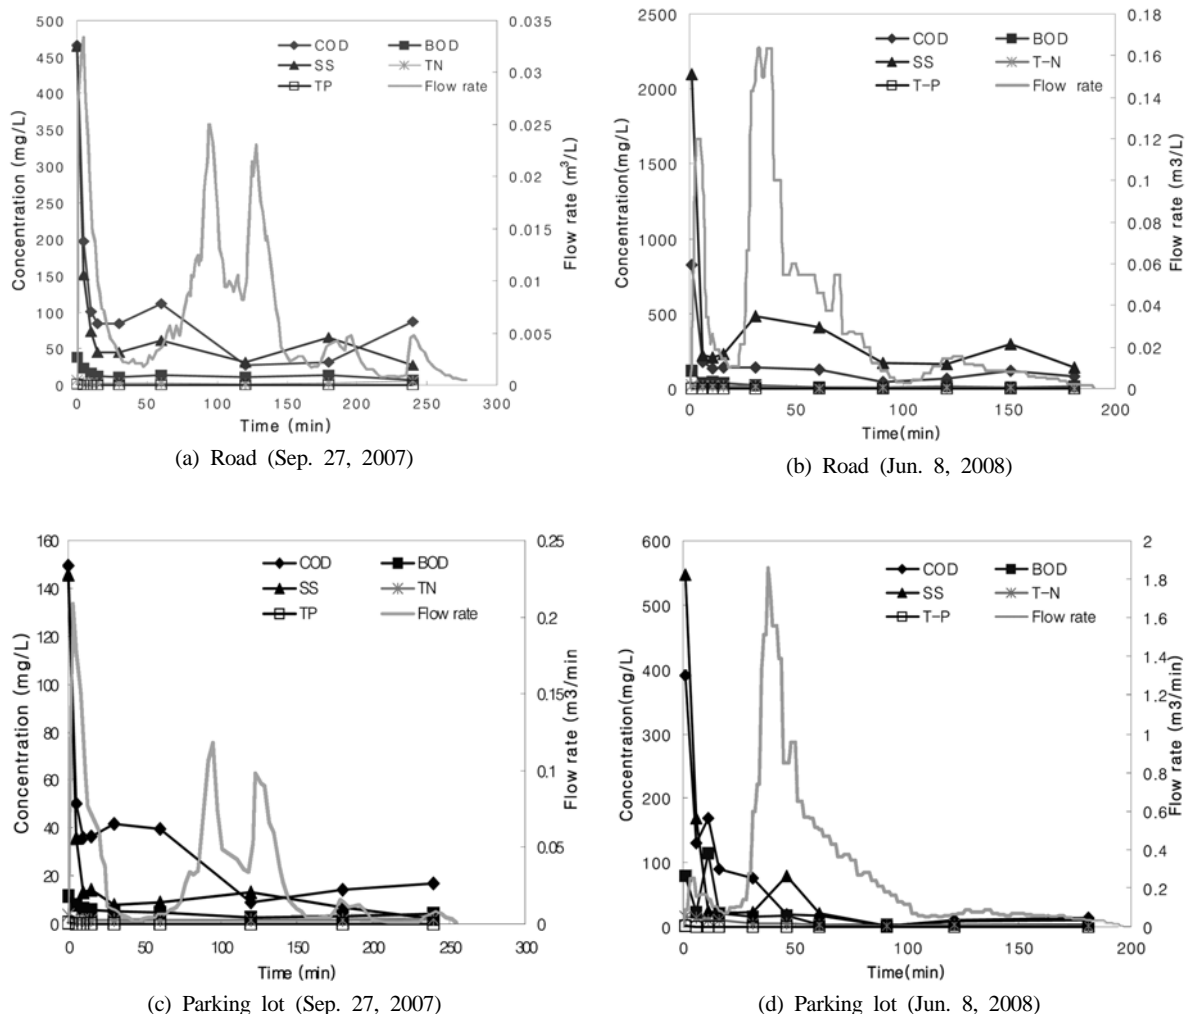 500
450
400
350
300
250
200
150
100
50
0
Concentration (mg/L)
COD
BOD
SS
TN
TP
Flow rate
0.035
0.03
0.025
0.02
0.015
0.01
0.005
0
Flow rate (m³/L)
0 50 100 150 200 250 300
Time (min)
(a) Road (Sep. 27, 2007)
2500
2000
1500
1000
500
0
Concentration(mg/L)
COD
BOD
SS
T-N
T-P
Flow rate
0.18
0.16
0.14
0.12
0.1
0.08
0.06
0.04
0.02
0
Flow rate (m3/L)
0 50 100 150 200
Time(min)
(b) Road (Jun. 8, 2008)
160
140
120
100
80
60
40
20
0
Concentration (mg/L)
COD
BOD
SS
TN
TP
Flow rate
0.25
0.2
0.15
0.1
0.05
0
Flow rate (m3/min
0 50 100 150 200 250 300
Time (min)
(c) Parking lot (Sep. 27, 2007)
600
500
400
300
200
100
0
Concentration(mg/L)
COD
BOD
SS
T-N
T-P
Flow rate
2
1.8
1.6
1.4
1.2
1
0.8
0.6
0.4
0.2
0
Flow rate (m3/min)
0 50 100 150 200
Time(min)
(d) Parking lot (Jun. 8, 2008)